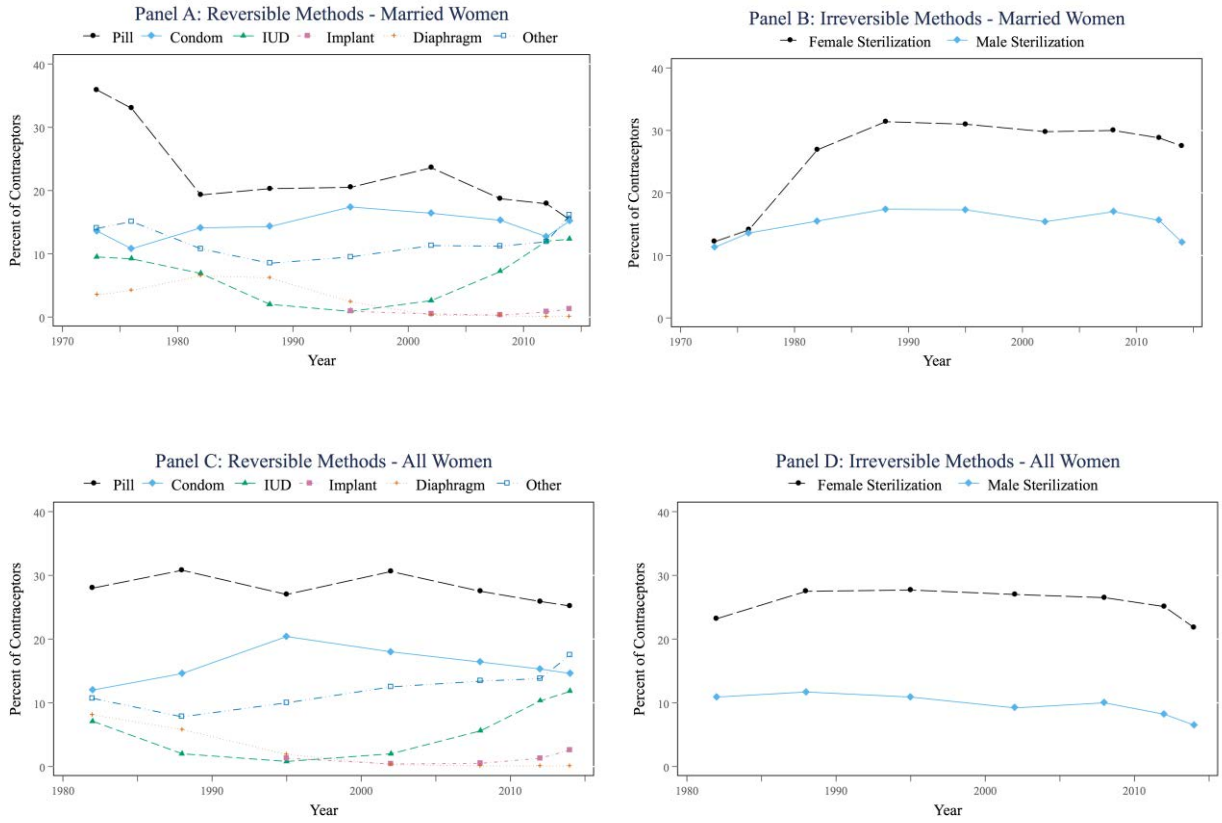 Panel A: Reversible Methods - Married Women
Pill Condom IUD Implant Diaphragm Other
40
30
20
10
0
Percent of Contraceptors
1970 1980 1990 2000 2010
Year
Panel B: Irreversible Methods - Married Women
Female Sterilization Male Sterilization
40
30
20
10
0
Percent of Contraceptors
1970 1980 1990 2000 2010
Year
Panel C: Reversible Methods - All Women
Pill Condom IUD Implant Diaphragm Other
40
30
20
10
0
Percent of Contraceptors
1980 1990 2000 2010
Year
Panel D: Irreversible Methods - All Women
Female Sterilization Male Sterilization
40
30
20
10
0
Percent of Contraceptors
1980 1990 2000 2010
Year